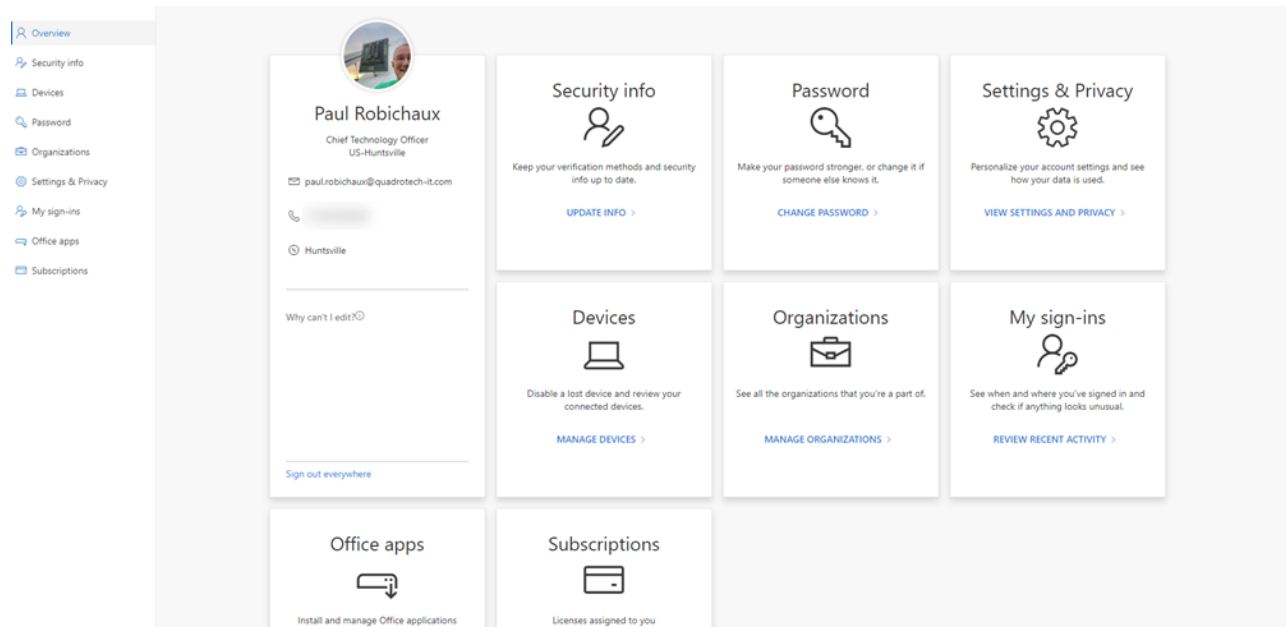 Overview
Security info
Devices
Password
Organizations
Settings & Privacy
My sign-ins
Office apps
Subscriptions
Paul Robichaux
Chief Technology Officer
US-Huntsville
paul.robichaux@quadrotech-it.com
Huntsville
Why can't I edit?
Sign out everywhere
Security info
Keep your verification methods and security
info up to date.
UPDATE INFO >
Password
Make your password stronger, or change it if
someone else knows it.
CHANGE PASSWORD >
Settings & Privacy
Personalize your account settings and see
how your data is used.
VIEW SETTINGS AND PRIVACY >
Devices
Disable a lost device and review your
connected devices.
MANAGE DEVICES >
Organizations
See all the organizations that you're a part of.
MANAGE ORGANIZATIONS >
My sign-ins
See when and where you've signed in and
check if anything looks unusual.
REVIEW RECENT ACTIVITY >
Office apps
Install and manage Office applications
Subscriptions
Licenses assigned to you